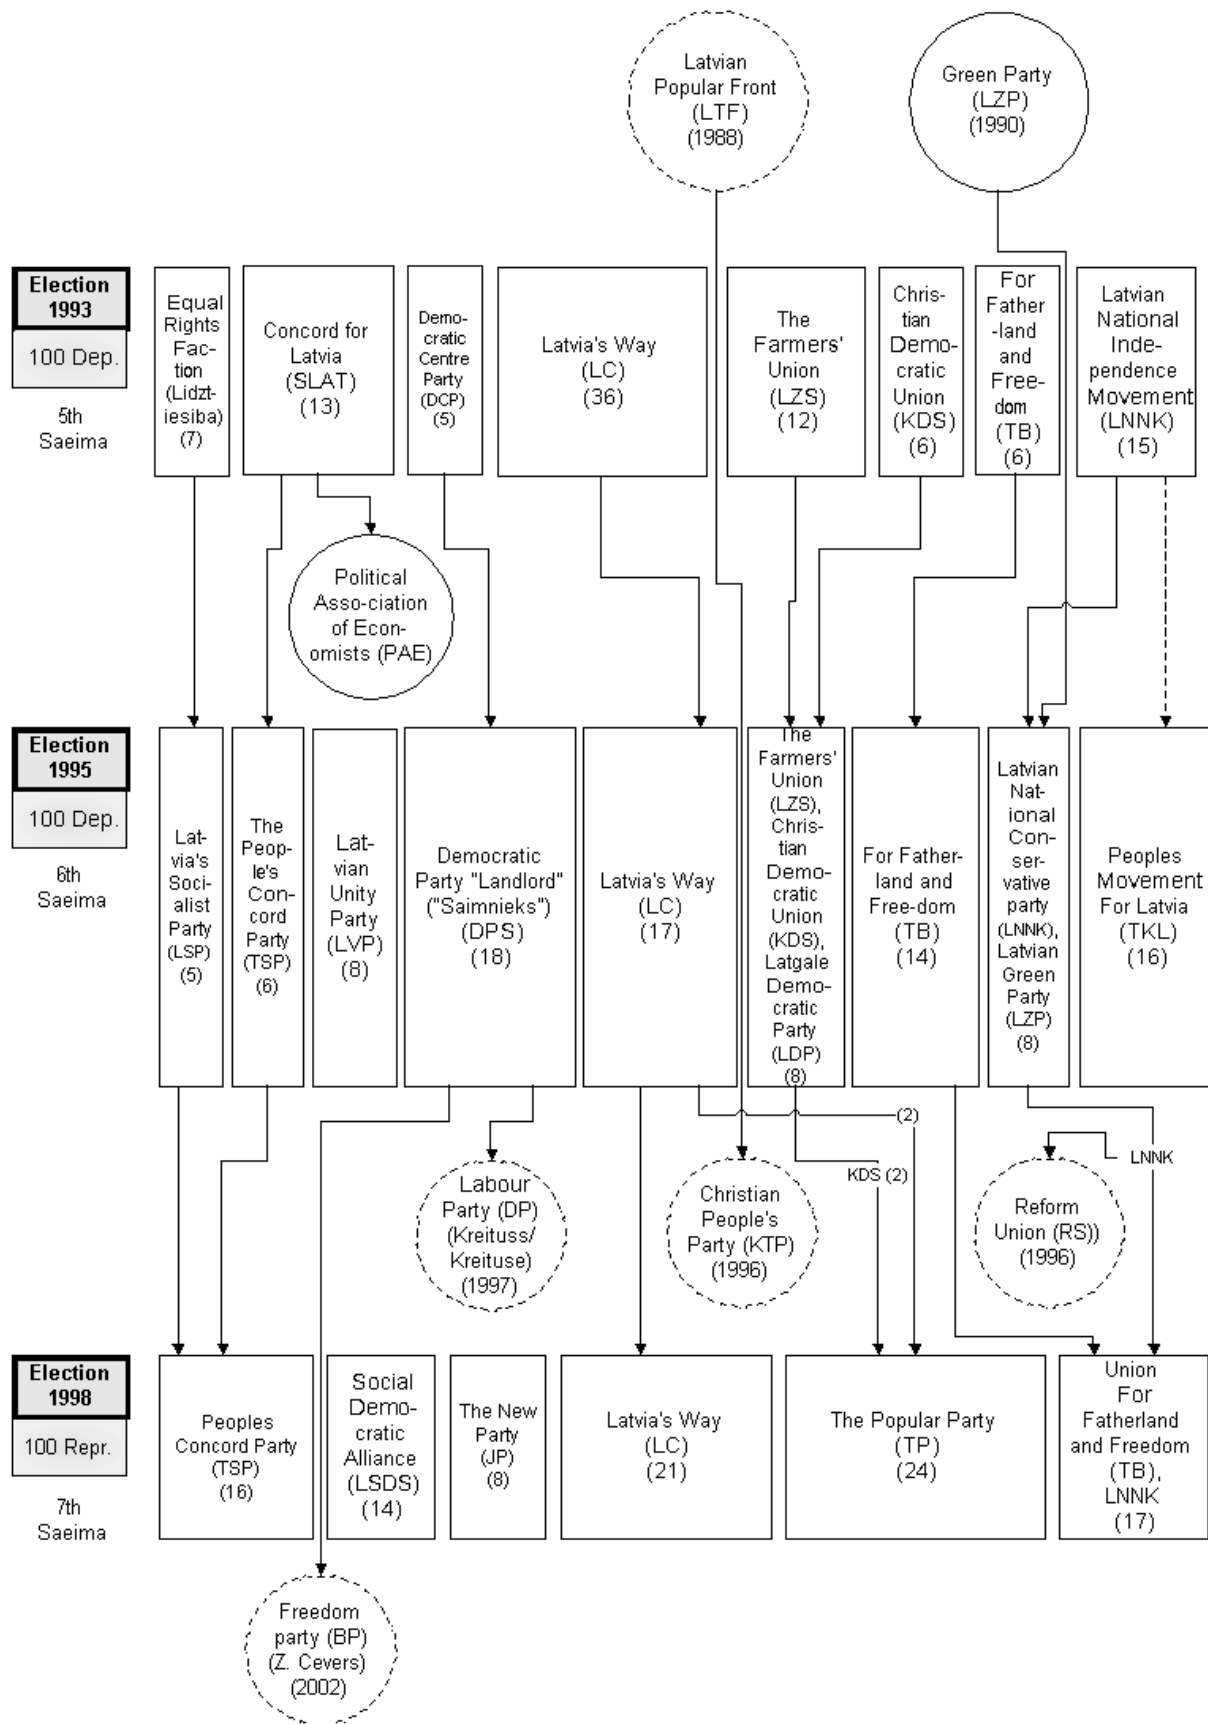 Latvian
Popular Front
(LTF)
(1988)
Green Party
(LZP)
(1990)
Election
1993
100 Dep.
5th
Saeima
Equal
Rights
Fac-
tion
(Lidzt-
iesiba)
(7)
Concord for
Latvia
(SLAT)
(13)
Demo-
cratic
Centre
Party
(DCP)
(5)
Latvia's Way
(LC)
(36)
The
Farmers'
Union
(LZS)
(12)
Chris-
tian
Demo-
cratic
Union
(KDS)
(6)
For
Father
-land
and
Free-
dom
(TB)
(6)
Latvian
National
Inde-
pendence
Movement
(LNNK)
(15)
Political
Asso-ciation
of Econ-
omists (PAE)
Election
1995
100 Dep.
6th
Saeima
Lat-
via's
Soci-
alist
Party
(LSP)
(5)
The
Peop-
le's
Con-
cord
Party
(TSP)
(6)
Lat-
vian
Unity
Party
(LVP)
(8)
Democratic
Party "Landlord"
("Saimnieks")
(DPS)
(18)
Latvia's Way
(LC)
(17)
The
Farmers'
Union
(LZS),
Chris-
tian
Demo-
cratic
Union
(KDS),
Latgale
Demo-
cratic
Party
(LDP)
(8)
For Father-
land and
Free-dom
(TB)
(14)
Latvian
Nat-
ional
Con-
ser-
vative
party
(LNNK),
Latvian
Green
Party
(LZP)
(8)
Peoples
Movement
For Latvia
(TKL)
(16)
(2)
KDS (2)
LNNK
Labour
Party (DP)
(Kreituss/
Kreituse)
(1997)
Christian
People's
Party (KTP)
(1996)
Reform
Union (RS))
(1996)
Election
1998
100 Repr.
7th
Saeima
Peoples
Concord Party
(TSP)
(16)
Social
Demo-
cratic
Alliance
(LSDS)
(14)
The New
Party
(JP)
(8)
Latvia's Way
(LC)
(21)
The Popular Party
(TP)
(24)
Union
For
Fatherland
and Freedom
(TB),
LNNK
(17)
Freedom
party (BP)
(Z. Cevers)
(2002)